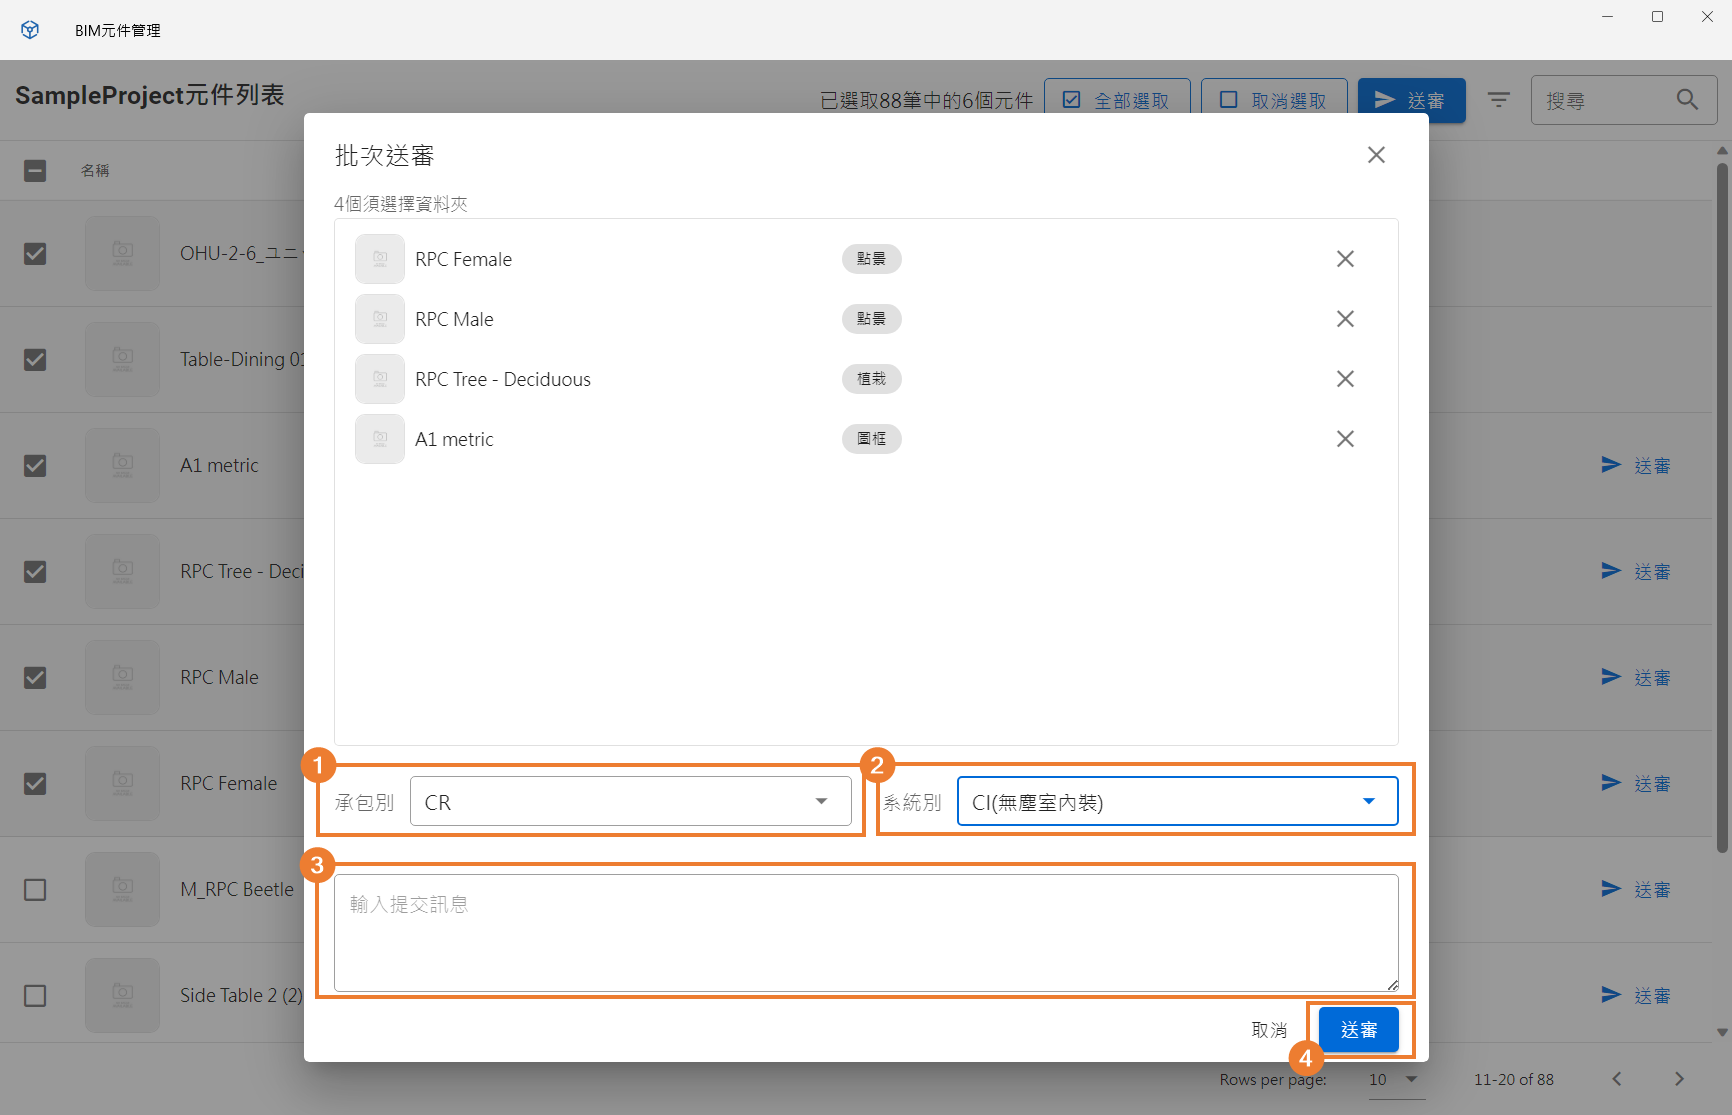 BIM元件管理
SampleProject元件列表
已選取88筆中的6個元件
全部選取
取消選取
送審
搜尋
名稱
OHU-2-6_ユニ
Table-Dining 01
A1 metric
送審
RPC Tree - Deci
送審
RPC Male
送審
RPC Female
送審
M_RPC Beetle
送審
Side Table 2 (2)
送審
批次送審
4個須選擇資料夾
RPC Female
點景
RPC Male
點景
RPC Tree - Deciduous
植栽
A1 metric
圖框
1
承包別
CR
2
系統別
CI(無塵室內裝)
3
輸入提交訊息
取消
送審
4
Rows per page:
10
11-20 of 88